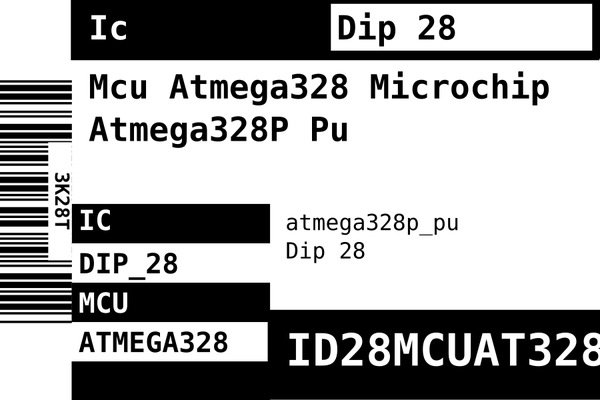 Ic
Dip 28
Mcu Atmega328 Microchip
Atmega328P Pu
3K28T
IC
DIP_28
MCU
ATMEGA328
atmega328p_pu
Dip 28
ID28MCUAT328